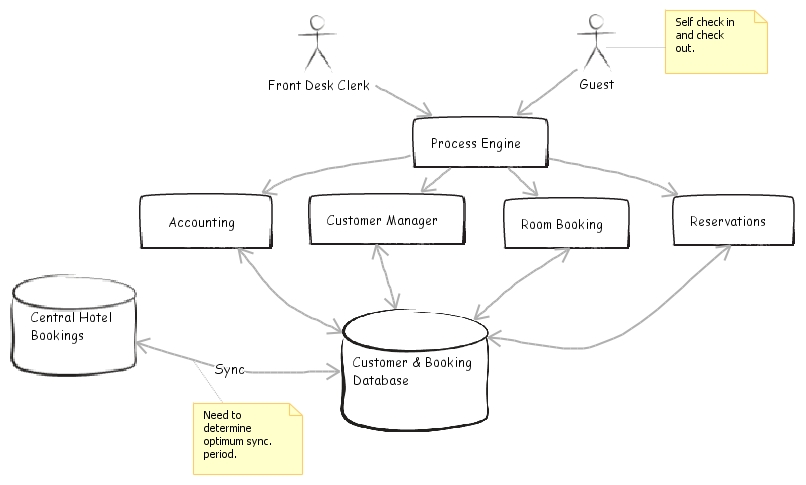 Self check in
and check
out.
Front Desk Clerk
Guest
Process Engine
Accounting
Customer Manager
Room Booking
Reservations
Central Hotel
Bookings
Customer & Booking
Database
Sync
Need to
determine
optimum sync.
period.